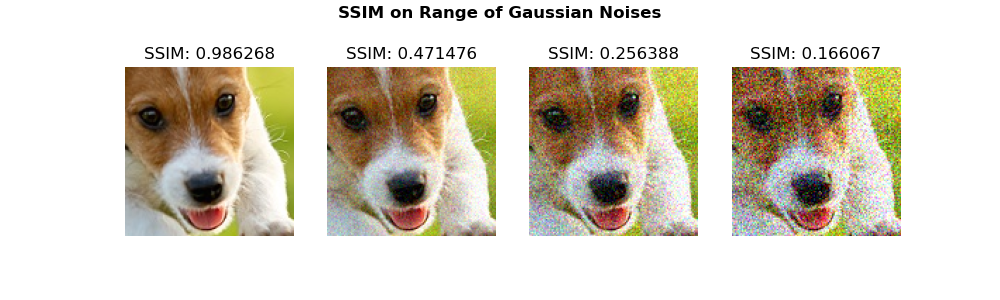 SSIM on Range of Gaussian Noises
SSIM: 0.986268
SSIM: 0.471476
SSIM: 0.256388
SSIM: 0.166067